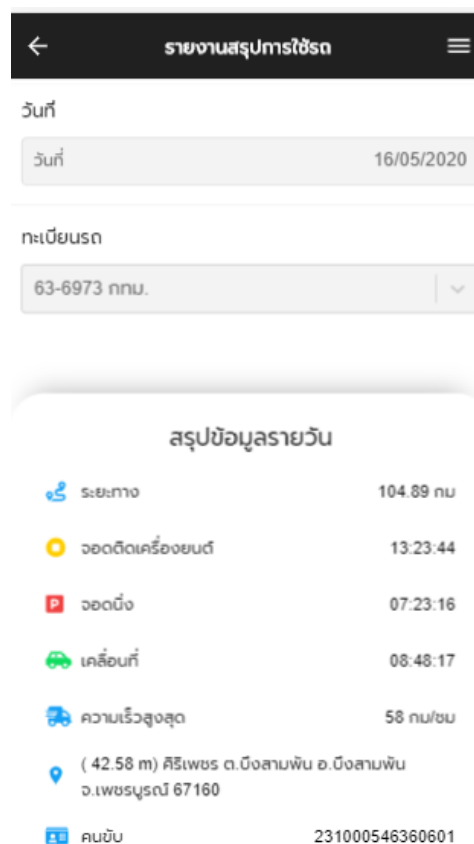 รายงานสรุปการใช้รถ
วันที่
วันที่ 16/05/2020
ทะเบียนรถ
63-6973 กทม.
สรุปข้อมูลรายวัน
ระยะทาง 104.89 กม
จอดติดเครื่องยนต์ 13:23:44
P จอดนิ่ง 07:23:16
เคลื่อนที่ 08:48:17
ความเร็วสูงสุด 58 กม/ชม
( 42.58 m) ศิริเพชร ต.บึงสามพัน อ.บึงสามพัน
จ.เพชรบูรณ์ 67160
คนขับ 231000546360601